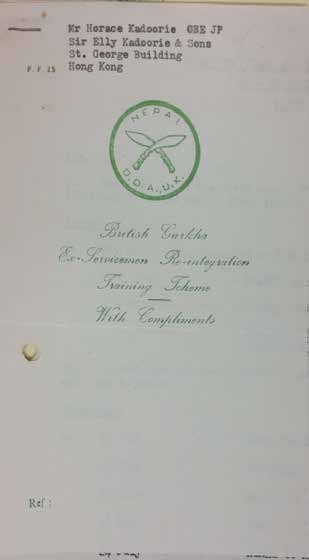 Mr Horace Kadoorie OBE JP
Sir Elly Kadoorie & Sons
St. George Building
P.F. 15 Hong Kong
NEPAL
O.D.A., U.K.
British Gurkha
Ex-Servicemen Re-integration
Training Scheme
With Compliments
Ref :